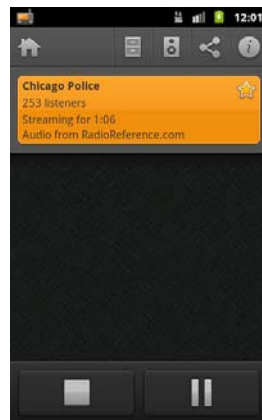 12:01
Chicago Police
253 listeners
Streaming for 1:06
Audio from RadioReference.com